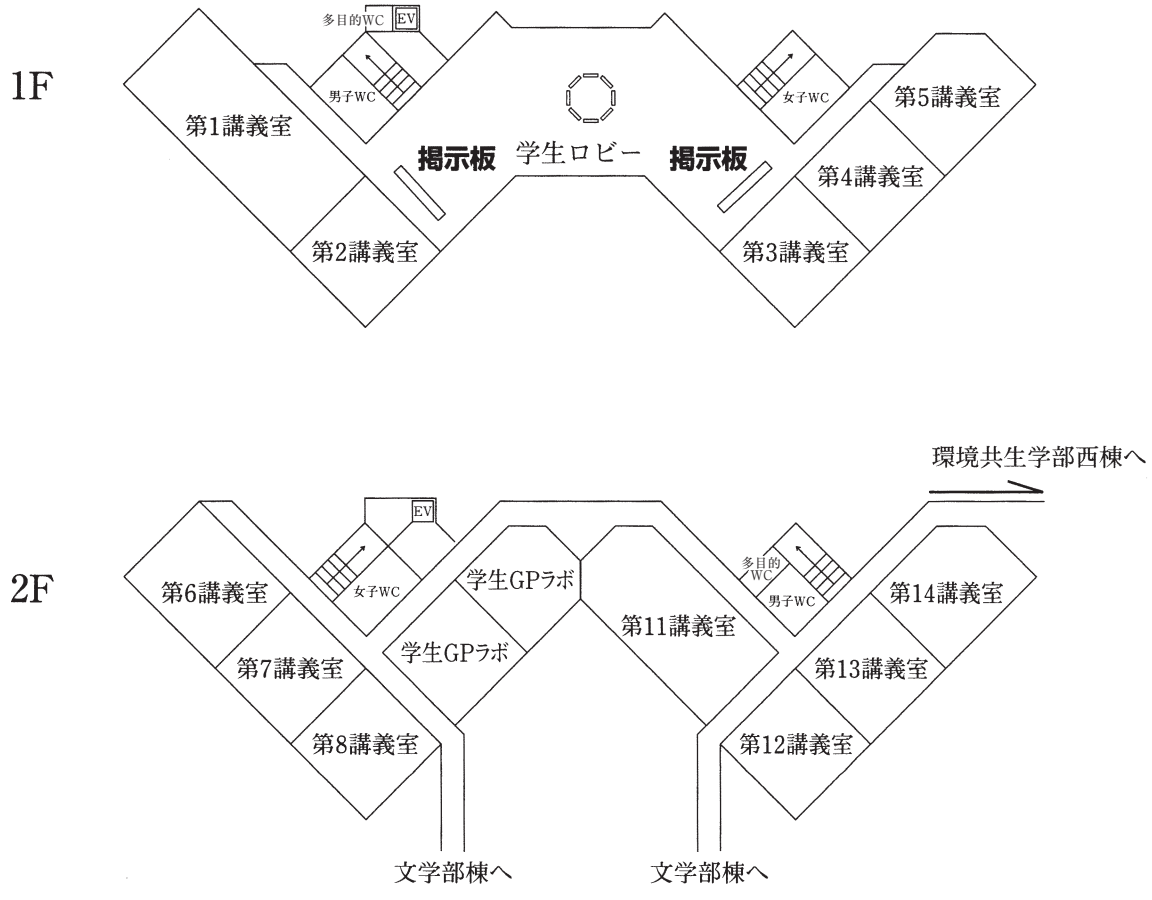 1F
多目的WC
EV
男子WC
女子WC
第1講義室
第2講義室
掲示板
学生ロビー
掲示板
第5講義室
第4講義室
第3講義室
環境共生学部西棟へ
2F
EV
女子WC
多目的
WC
男子WC
第6講義室
第7講義室
第8講義室
学生GPラボ
学生GPラボ
第11講義室
第14講義室
第13講義室
第12講義室
文学部棟へ
文学部棟へ